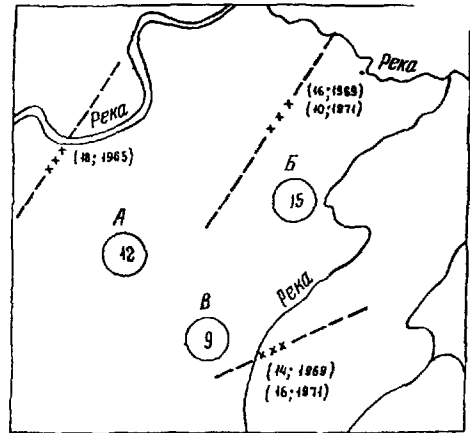 Река
(16; 1969)
(10; 1971)
Река
(18; 1965)
Б
15
А
12
Река
В
9
(14; 1969)
(16; 1971)